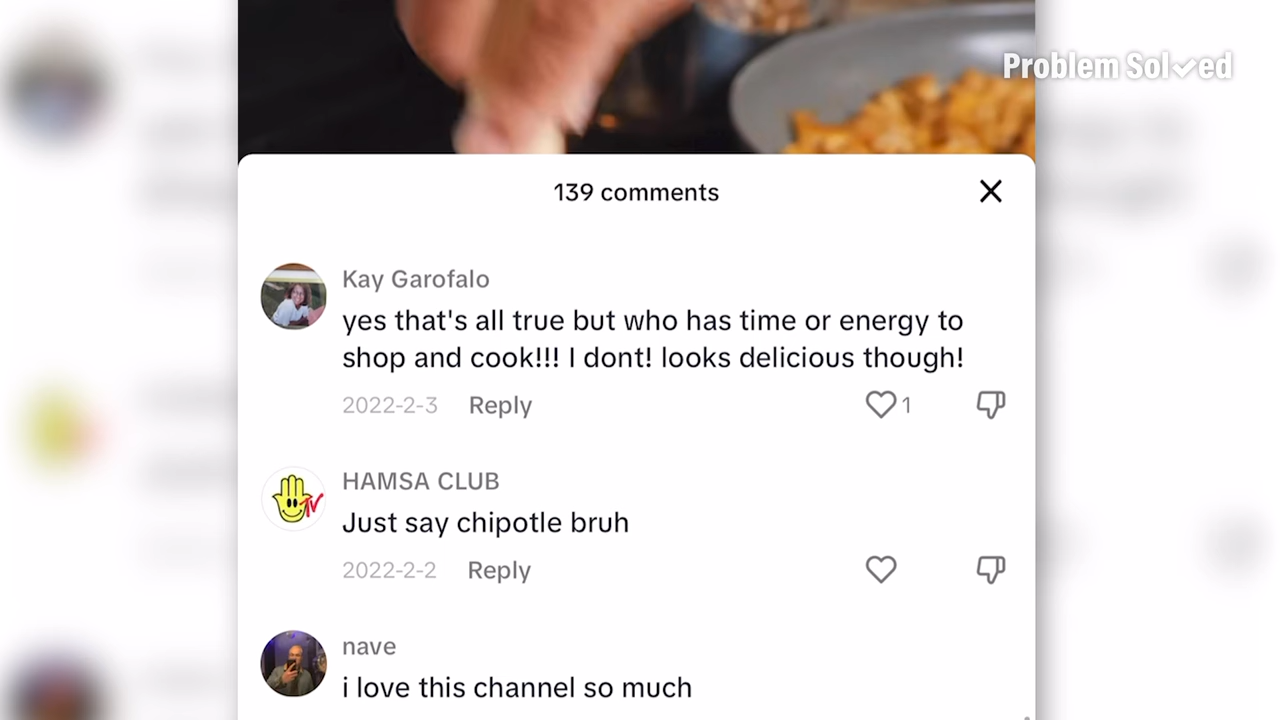 Problem Solved
139 comments
Kay Garofalo
yes that's all true but who has time or energy to
shop and cook!!! I dont! looks delicious though!
2022-2-3 Reply 1
HAMSA CLUB
Just say chipotle bruh
2022-2-2 Reply
nave
i love this channel so much
TV